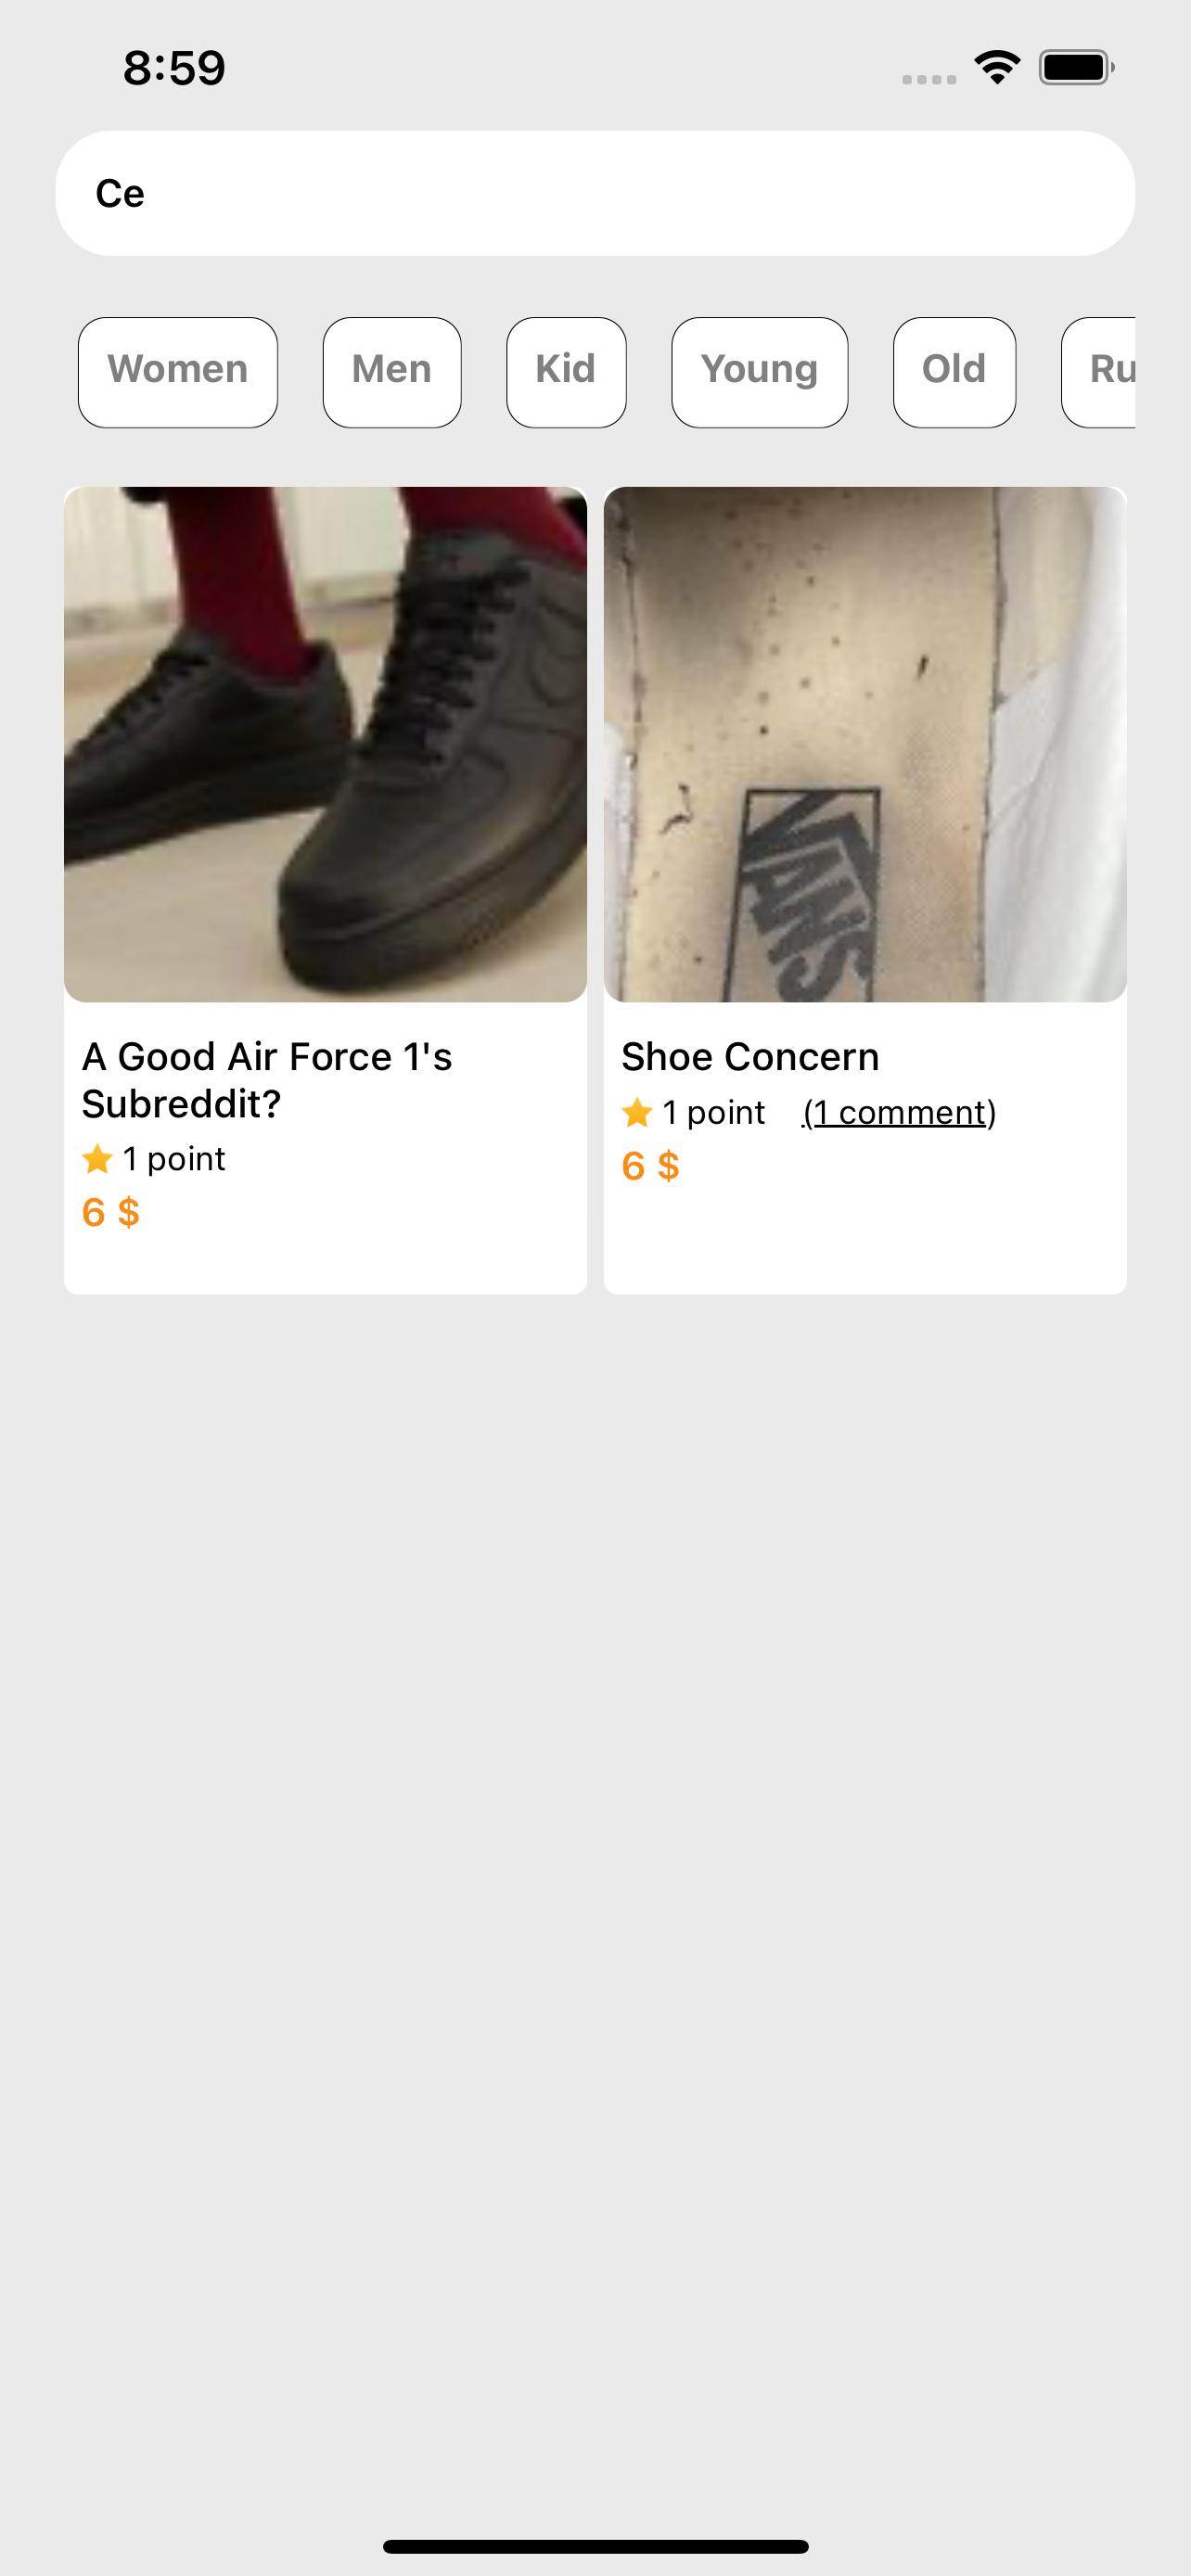 8:59
Ce
Women Men Kid Young Old Ru
VANS
A Good Air Force 1's
Subreddit?
1 point
6 $
Shoe Concern
1 point (1 comment)
6 $